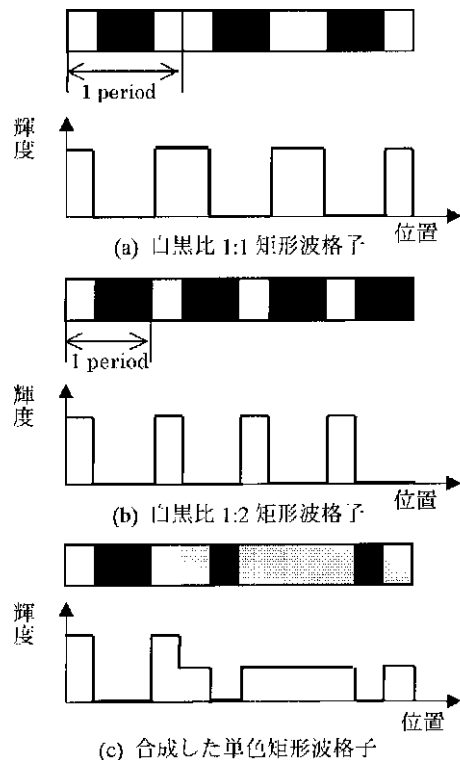 1 period
輝度
位置
(a) 白黒比 1:1 矩形波格子
1 period
輝度
位置
(b) 白黒比 1:2 矩形波格子
輝度
位置
(c) 合成した単色矩形波格子